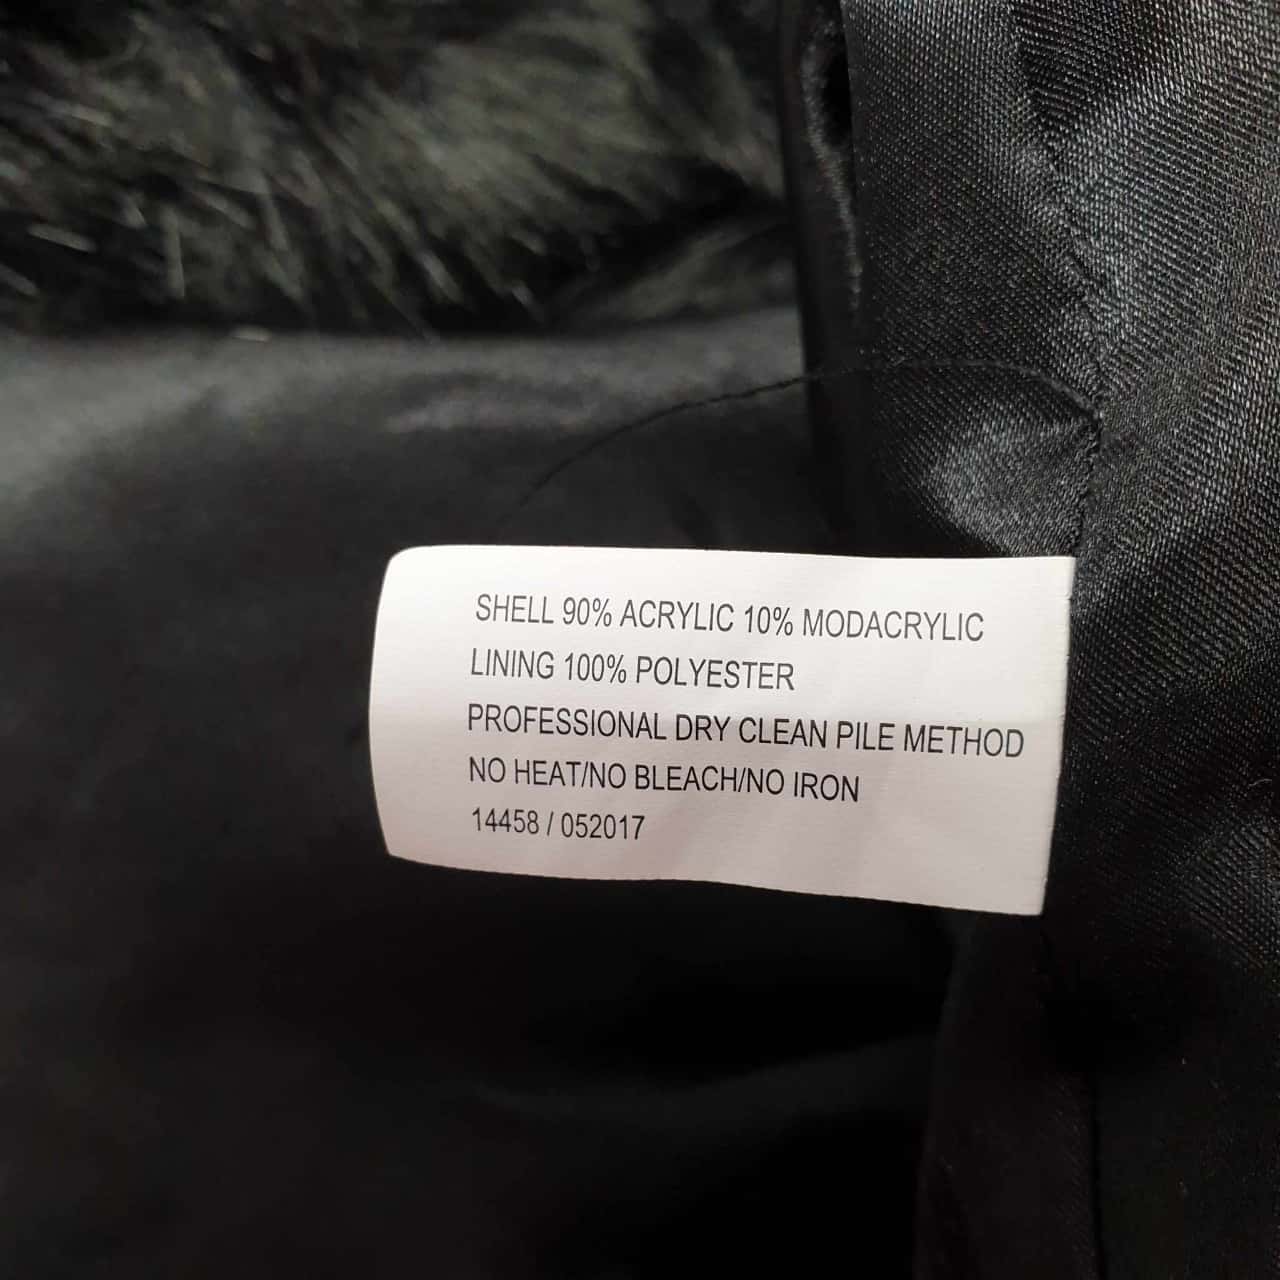 SHELL 90% ACRYLIC 10% MODACRYLIC
LINING 100% POLYESTER
PROFESSIONAL DRY CLEAN PILE METHOD
NO HEAT/NO BLEACH/NO IRON
14458 / 052017